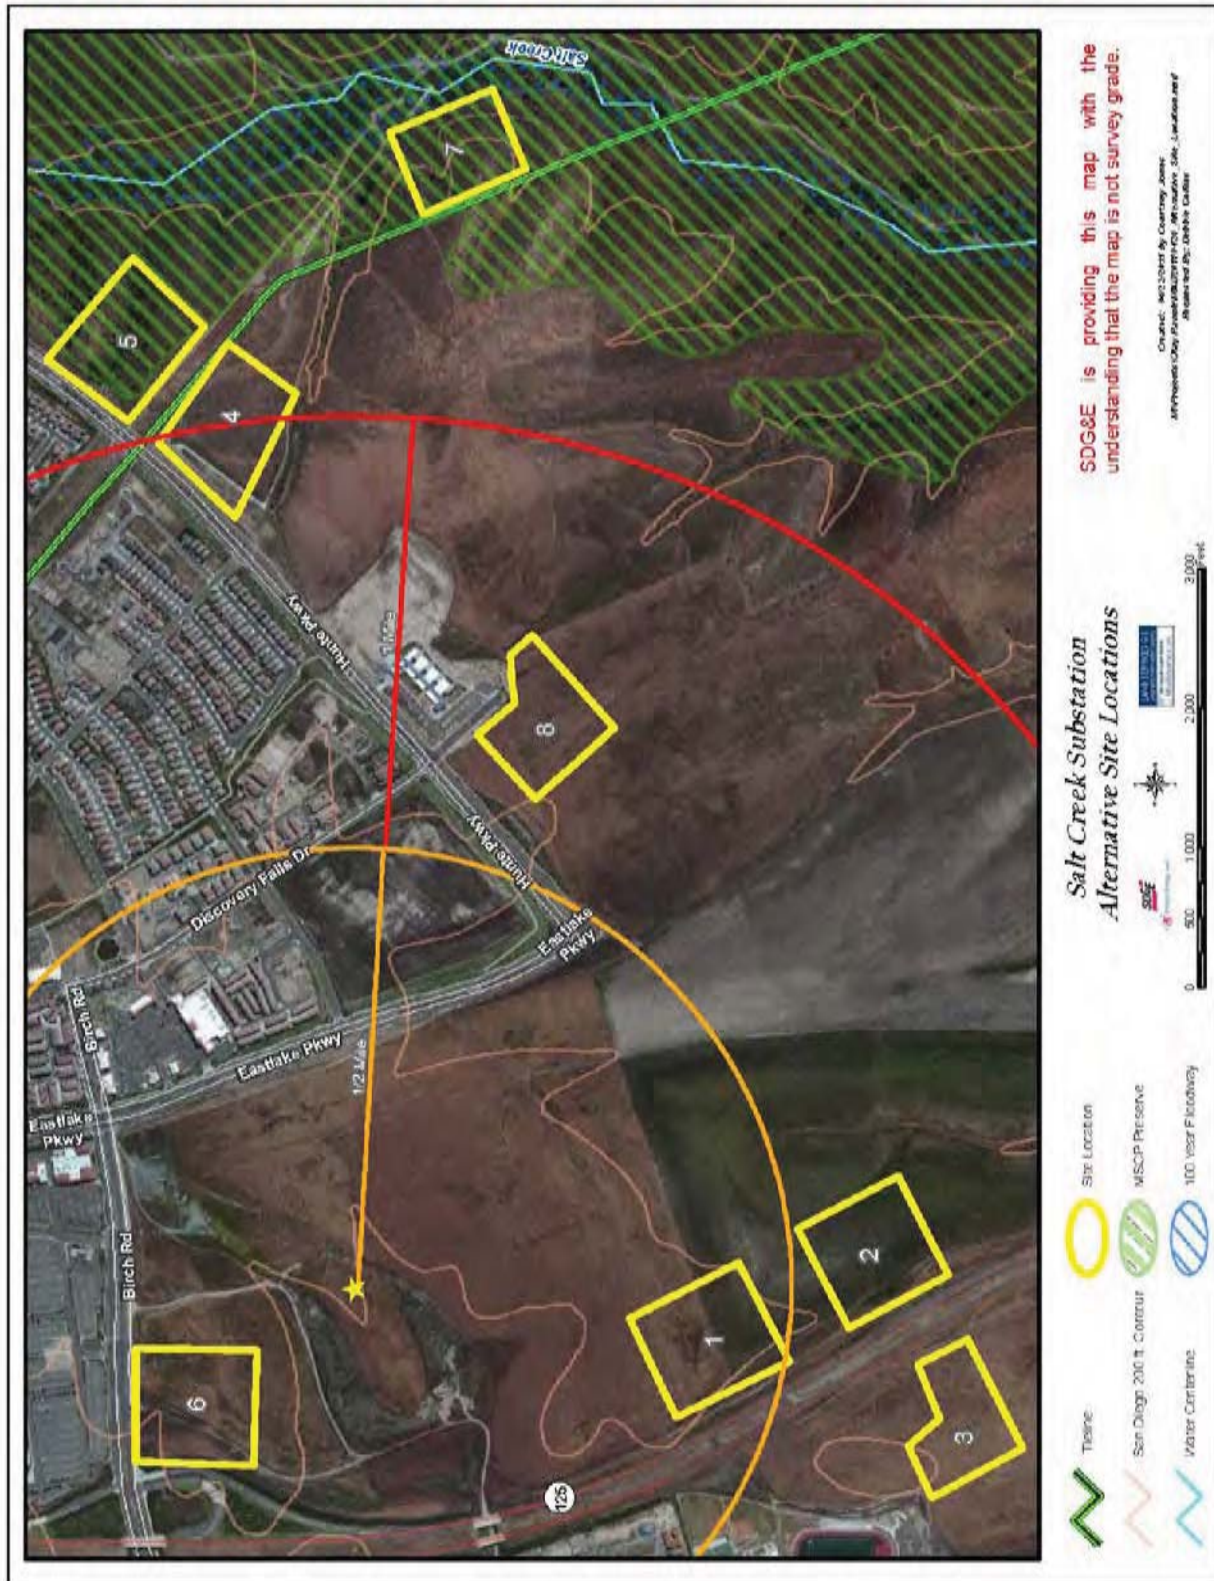 Salt Creek
5
7
4
Hunte Pkwy
1 Mile
8
Discovery Falls Dr
Hunte Pkwy
Eastlake
Pkwy
Birch Rd
Eastlake Pkwy
1/2 Mile
Eastlake
Pkwy
Birch Rd
6
1
2
3
125
Salt Creek Substation
Alternative Site Locations
SDG&E is providing this map with the
understanding that the map is not survey grade.
SDGE
0 500 1,000 2,000 3,000
Feet
Tieline
San Diego 200 ft. Contour
Water Centerline
Site Location
MSCP Preserve
100 Year Floodway